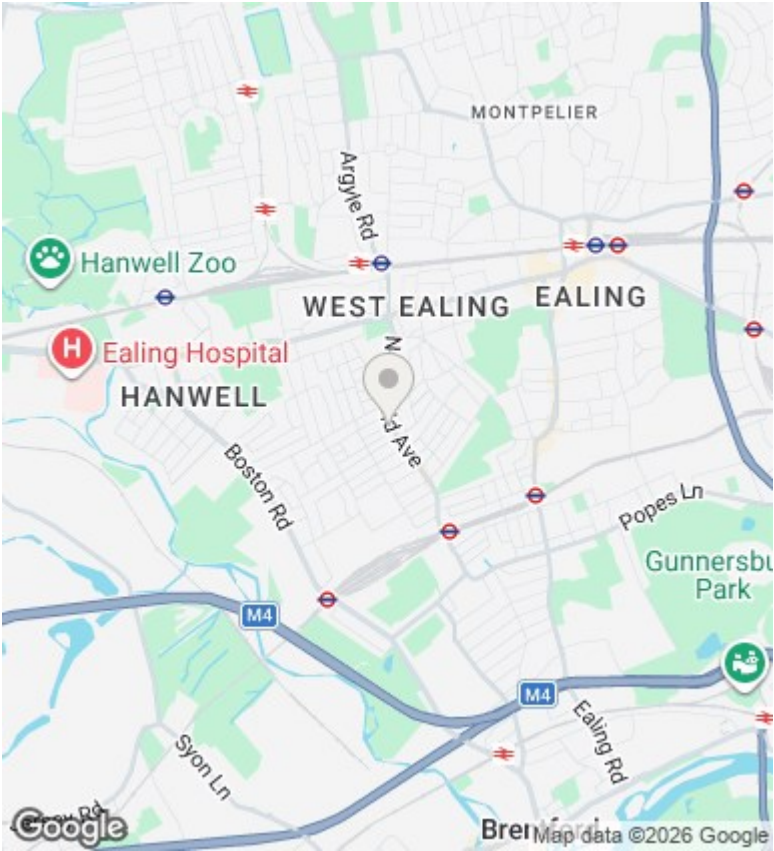 MONTPELIER
Argyle Rd
Hanwell Zoo
WEST EALING
EALING
H
Ealing Hospital
N
HANWELL
d Ave
Boston Rd
Popes Ln
Gunnersbu
Park
M4
M4
Syon Ln
Ealing Rd
Google
Map data ©2026 Google